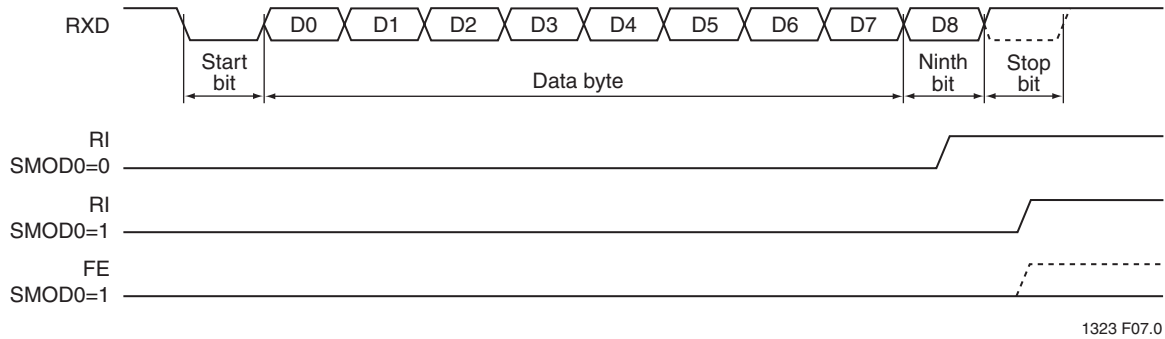 RXD
D0 D1 D2 D3 D4 D5 D6 D7 D8
Start
bit
Data byte
Ninth
bit
Stop
bit
RI
SMOD0=0
RI
SMOD0=1
FE
SMOD0=1
1323 F07.0